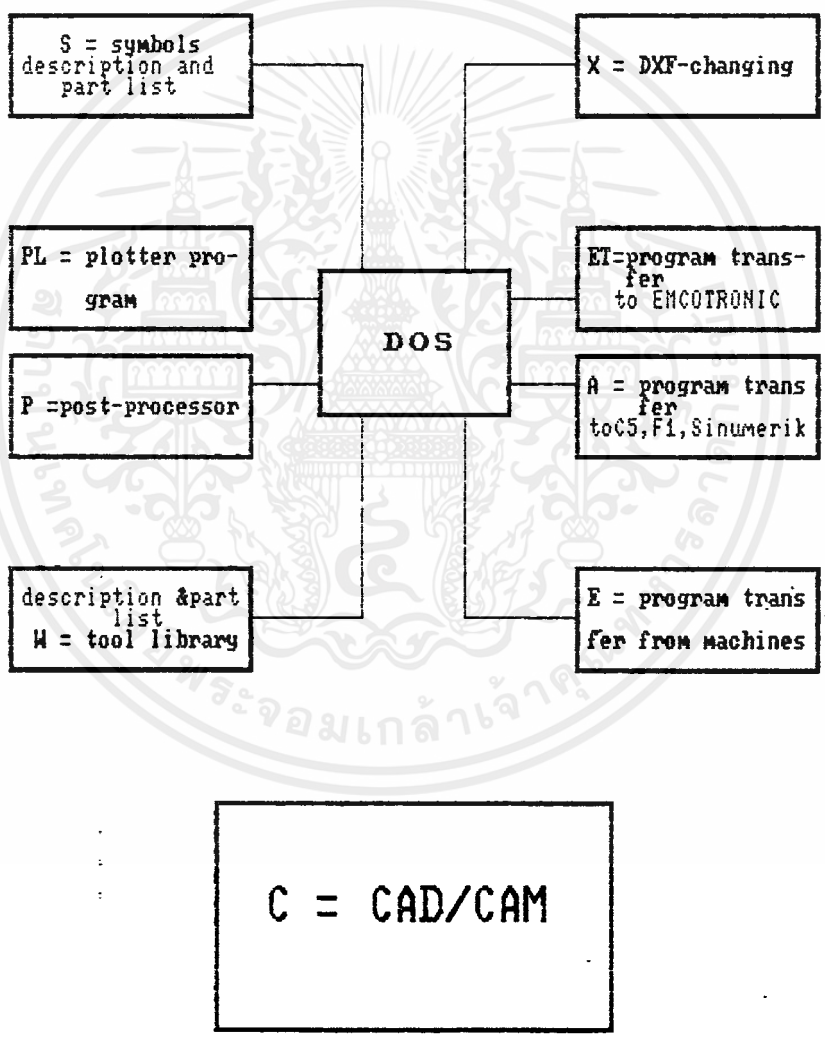 S = symbols
description and
part list
X = DXF-changing
PL = plotter pro-
gram
ET=program trans-
fer
to EMCOTRONIC
DOS
P =post-processor
A = program trans
fer
toC5,F1,Sinumerik
description &part
list
W = tool library
E = program trans
fer from machines
C = CAD/CAM